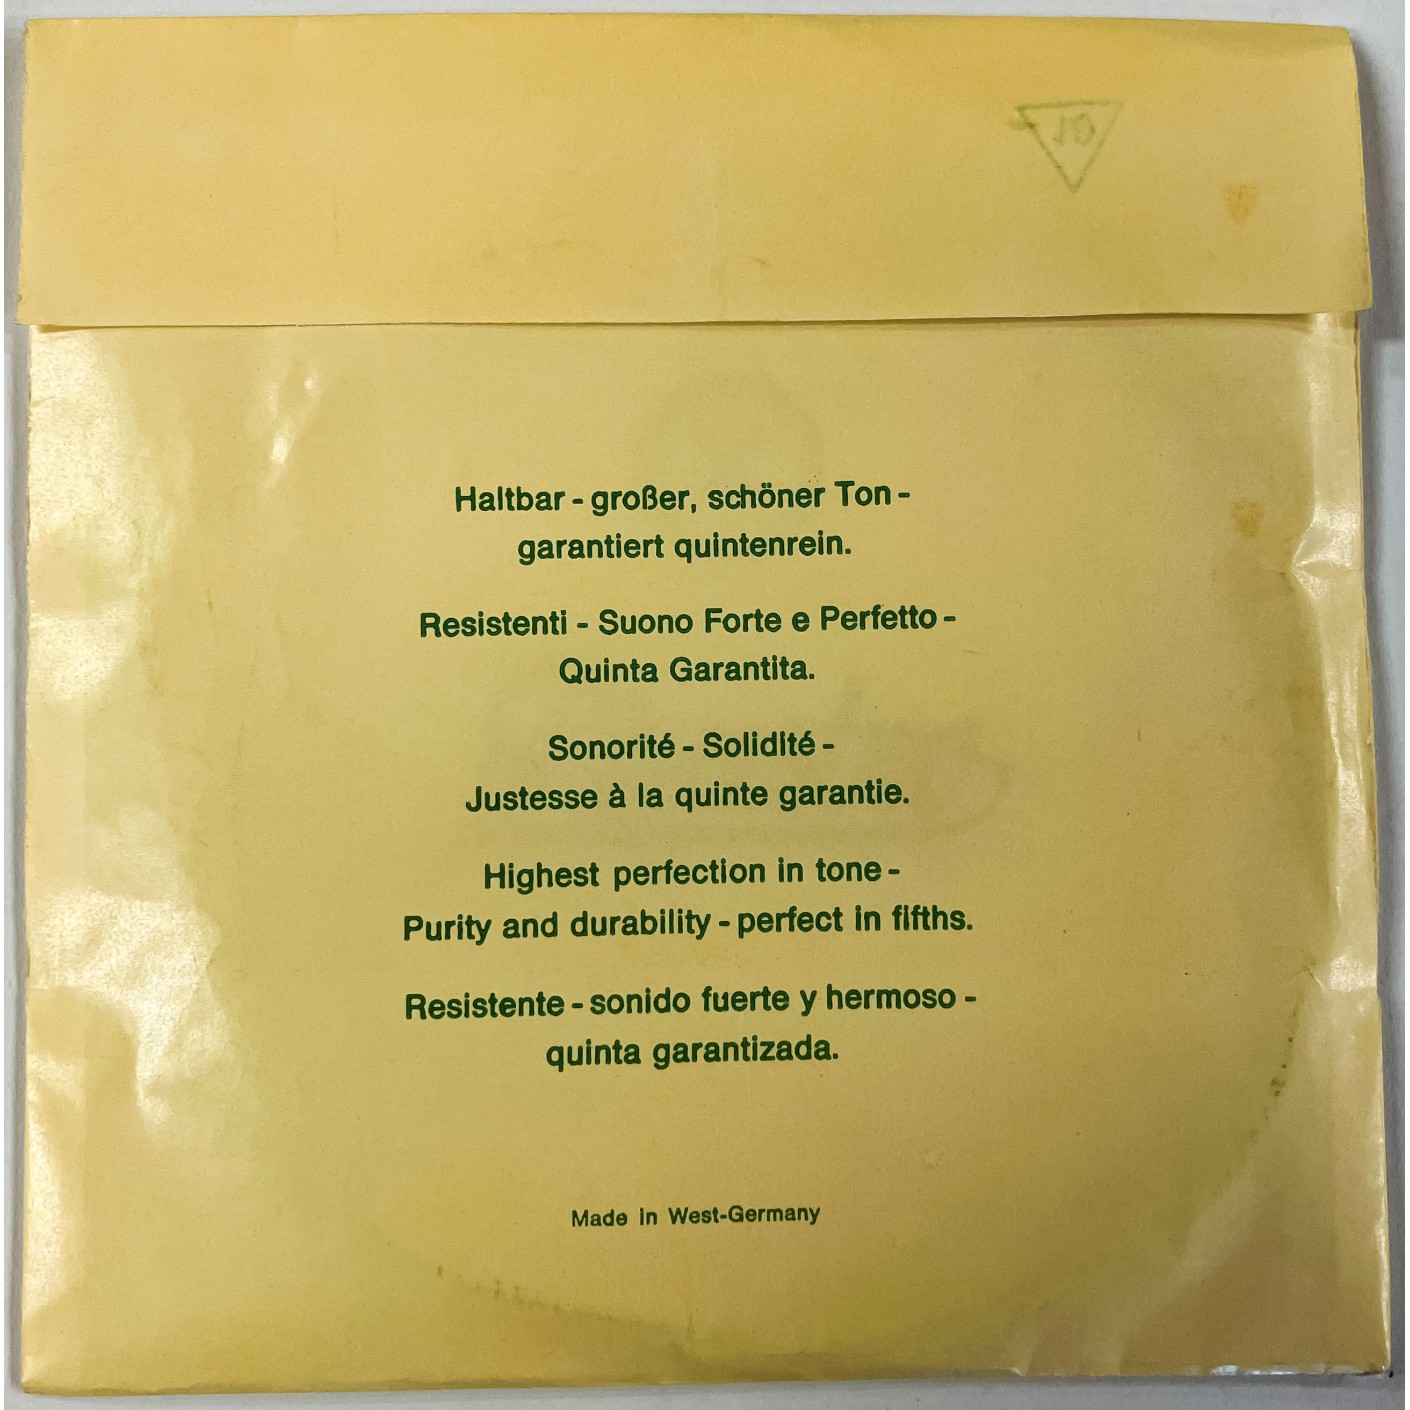 10
Haltbar - großer, schöner Ton -
garantiert quintenrein.
Resistenti - Suono Forte e Perfetto -
Quinta Garantita.
Sonorité - Solidité -
Justesse à la quinte garantie.
Highest perfection in tone -
Purity and durability - perfect in fifths.
Resistente - sonido fuerte y hermoso -
quinta garantizada.
Made in West-Germany